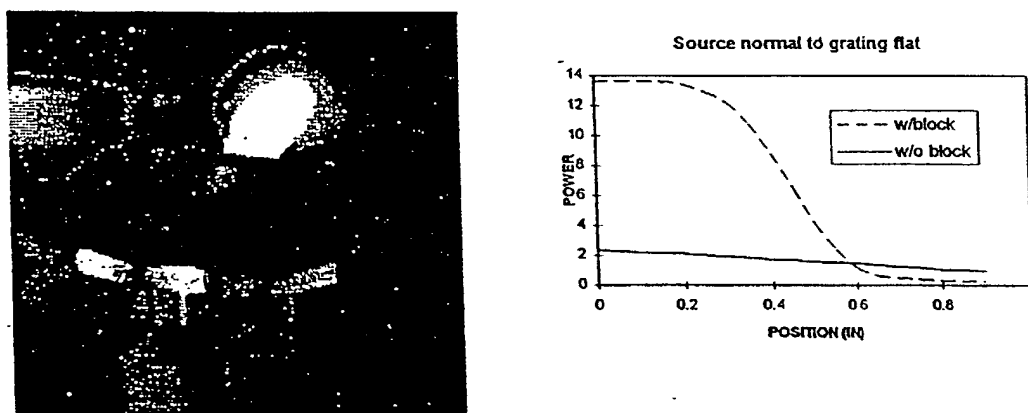 Source normal to grating flat
14
12
10
8
6
4
2
0
POWER
w/block
w/o block
0 0.2 0.4 0.6 0.8
POSITION (IN)